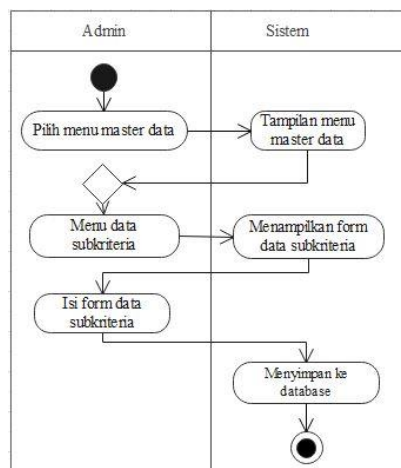 Admin
Sistem
Pilih menu master data
Tampilan menu
master data
Menu data
subkriteria
Menampilkan form
data subkriteria
Isi form data
subkriteria
Menyimpan ke
database